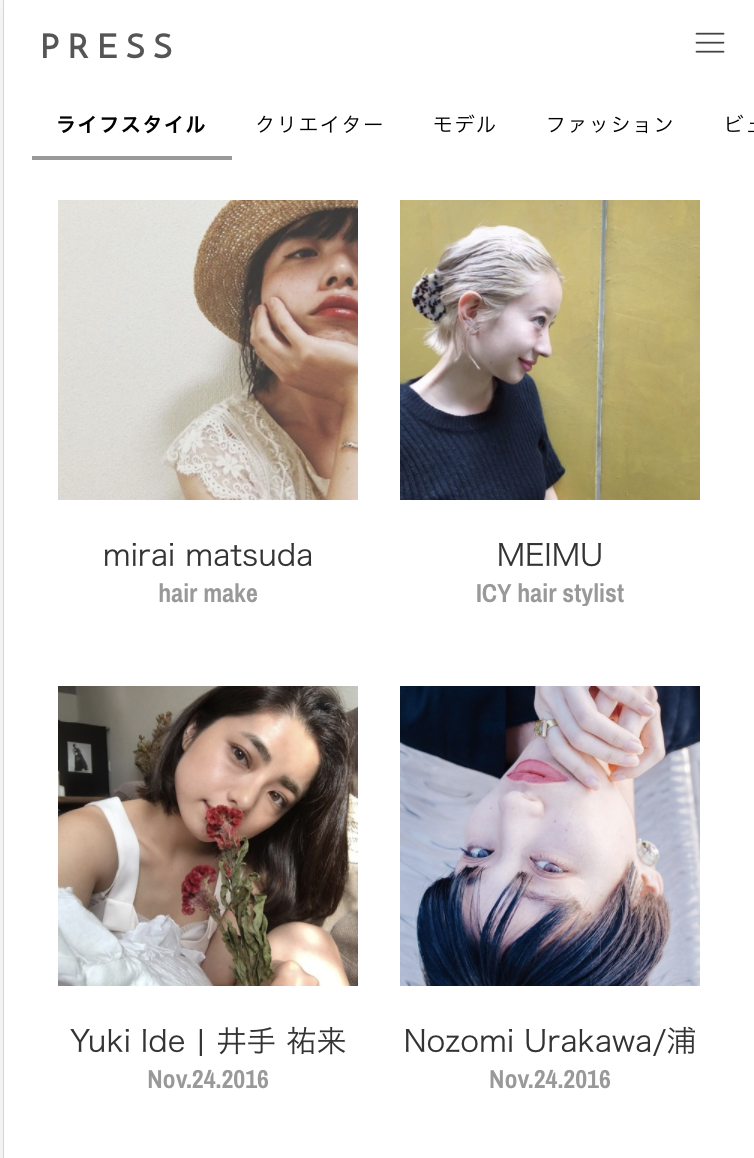 PRESS
ライフスタイル クリエイター モデル ファッション ビュ
mirai matsuda
hair make
MEIMU
ICY hair stylist
Yuki Ide | 井手 祐来
Nov.24.2016
Nozomi Urakawa/浦
Nov.24.2016